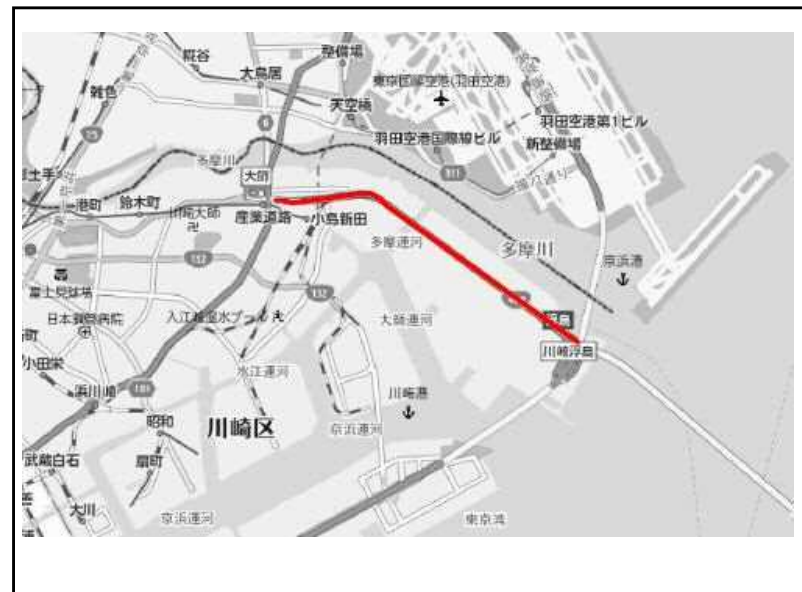 糀谷
整備場
大鳥居
東京国際空港(羽田空港)
雑色
天空橋
羽田空港第1ビル
羽田空港国際線ビル
新整備場
多摩川
大師
港町
鈴木町
川崎大師
産業道路
小島新田
多摩運河
多摩川
京浜港
富士見球場
132
日本鋼管病院
入江崎温水プール
大師運河
浮島
川崎浮島
小田栄
水江運河
浜川崎
川崎港
昭和
川崎区
京浜運河
武蔵白石
扇町
大川
京浜運河
東京湾